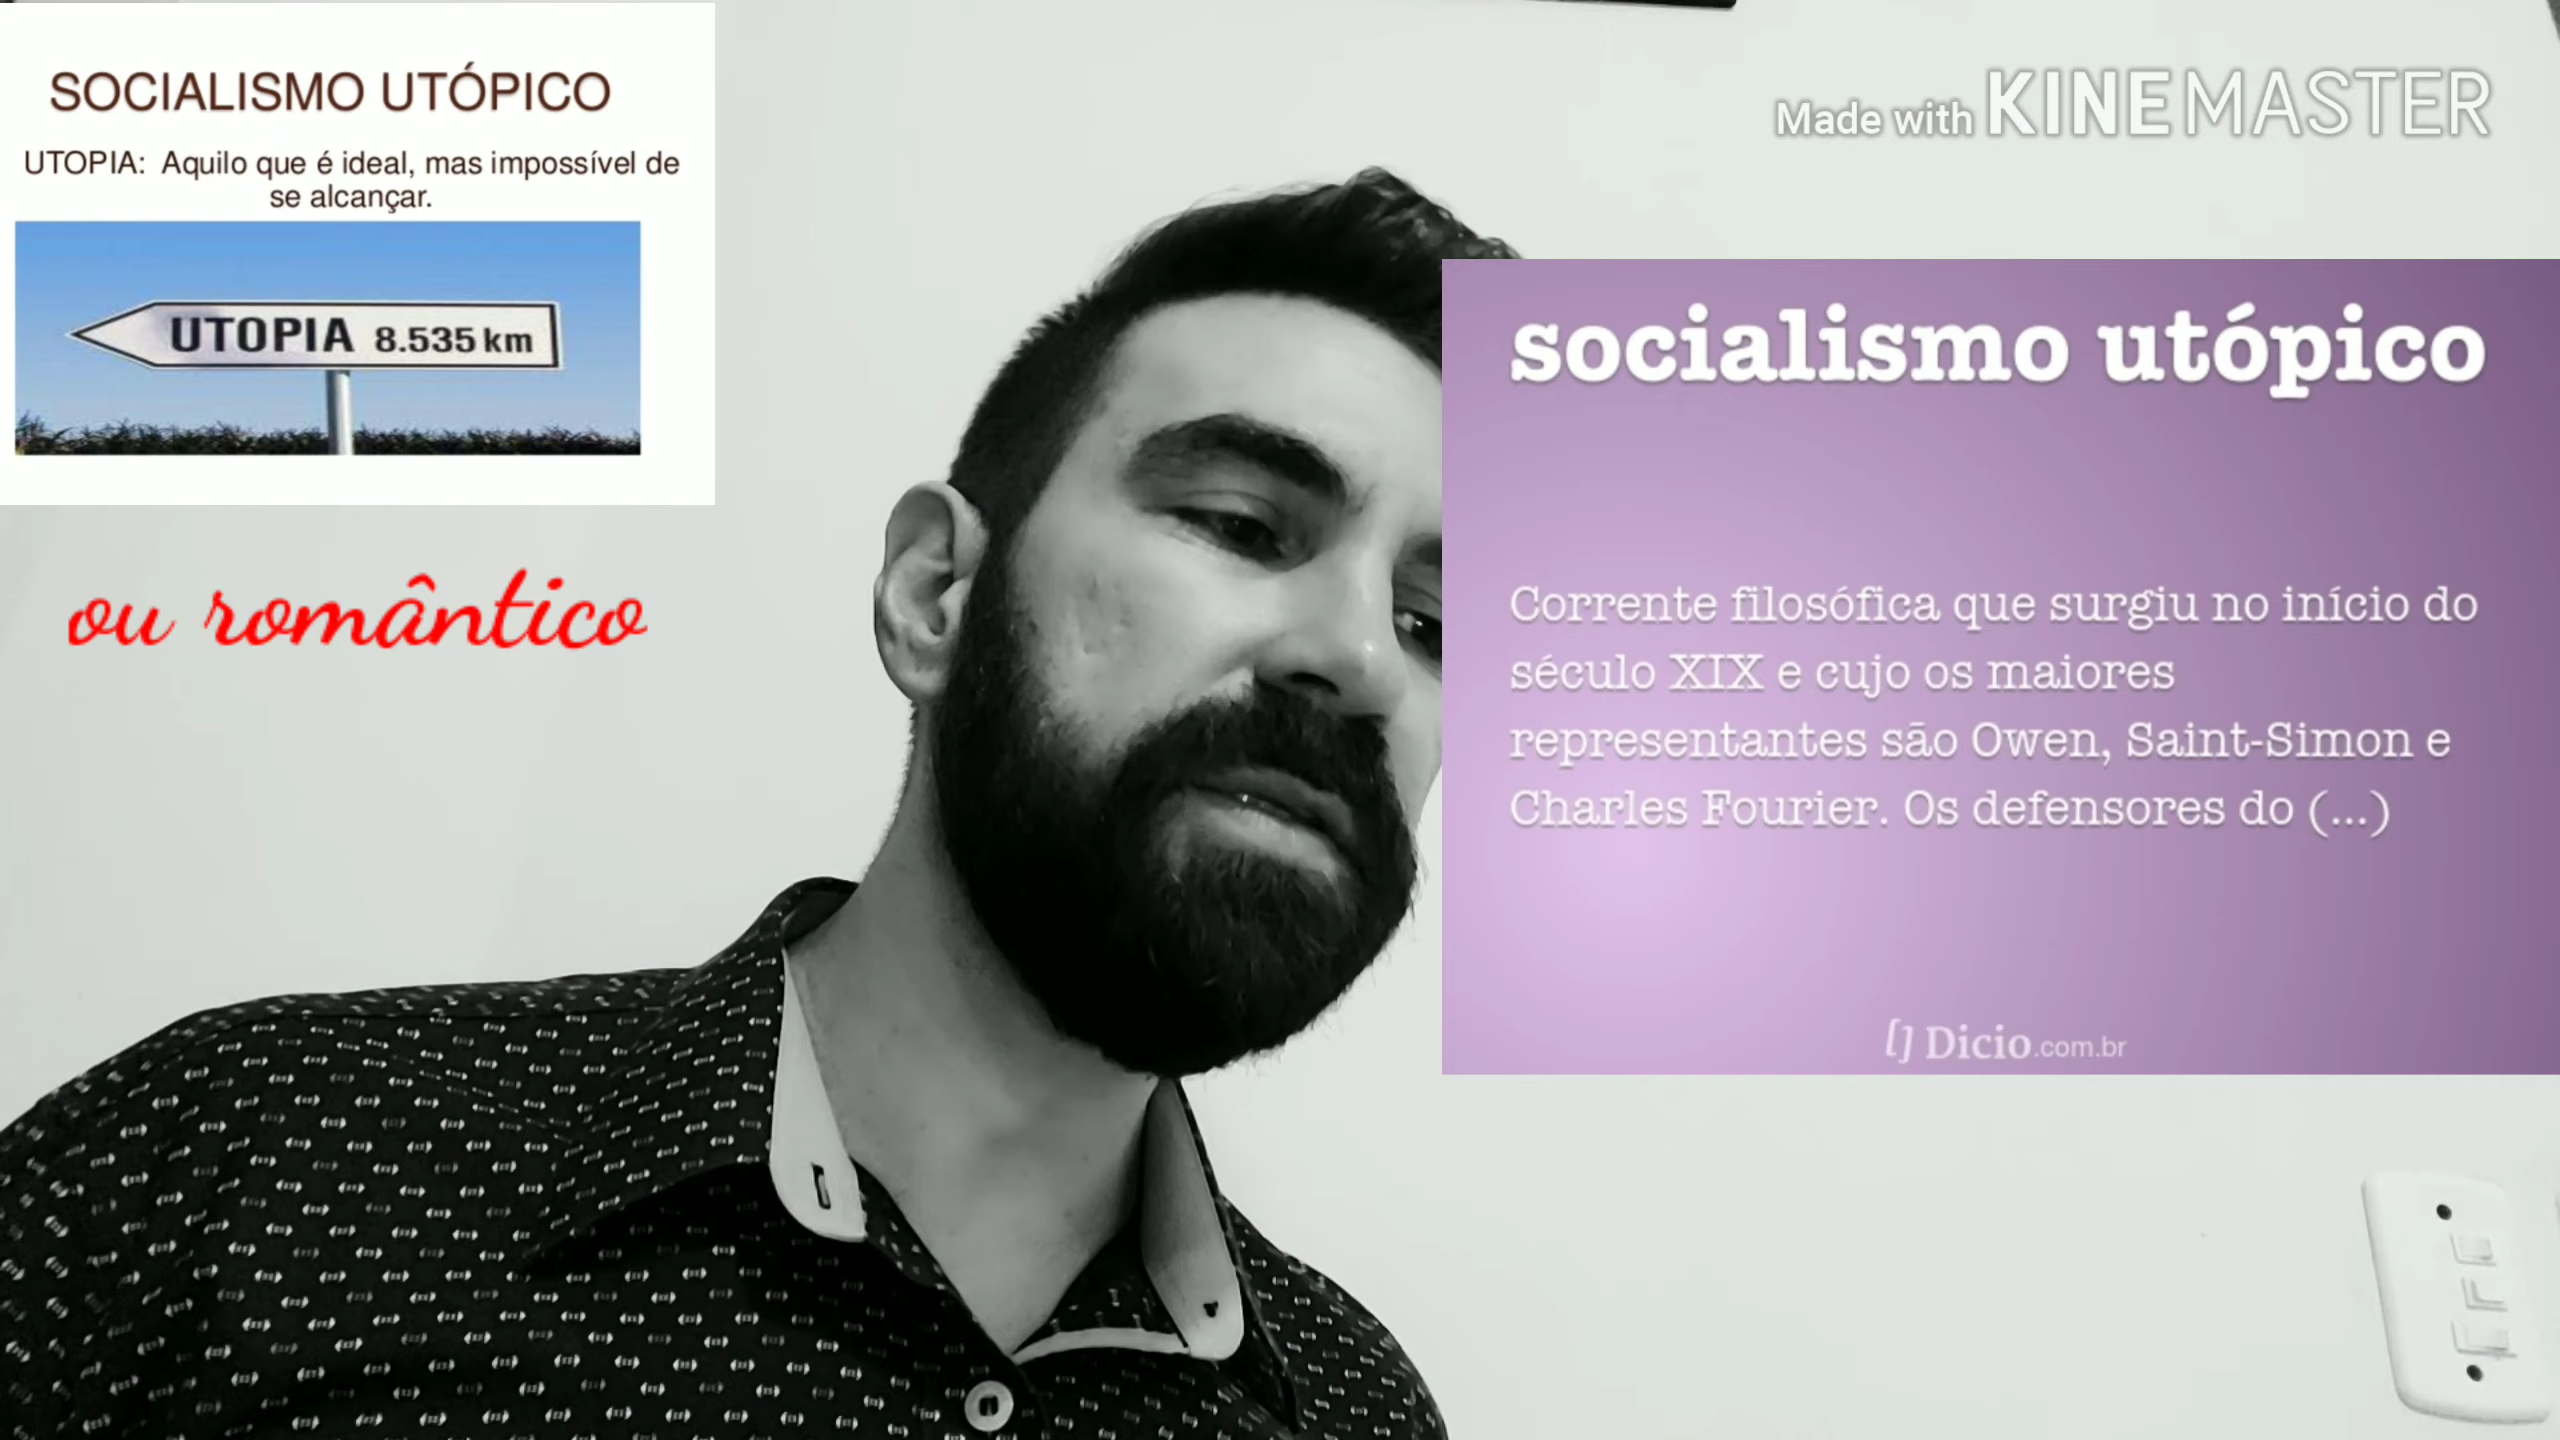 SOCIALISMO UTÓPICO
UTOPIA: Aquilo que é ideal, mas impossível de
se alcançar.
UTOPIA 8.535 km
ou romântico
Made with KINEMASTER
socialismo utópico
Corrente filosófica que surgiu no início do
século XIX e cujo os maiores
representantes são Owen, Saint-Simon e
Charles Fourier. Os defensores do (...)
Dicio.com.br